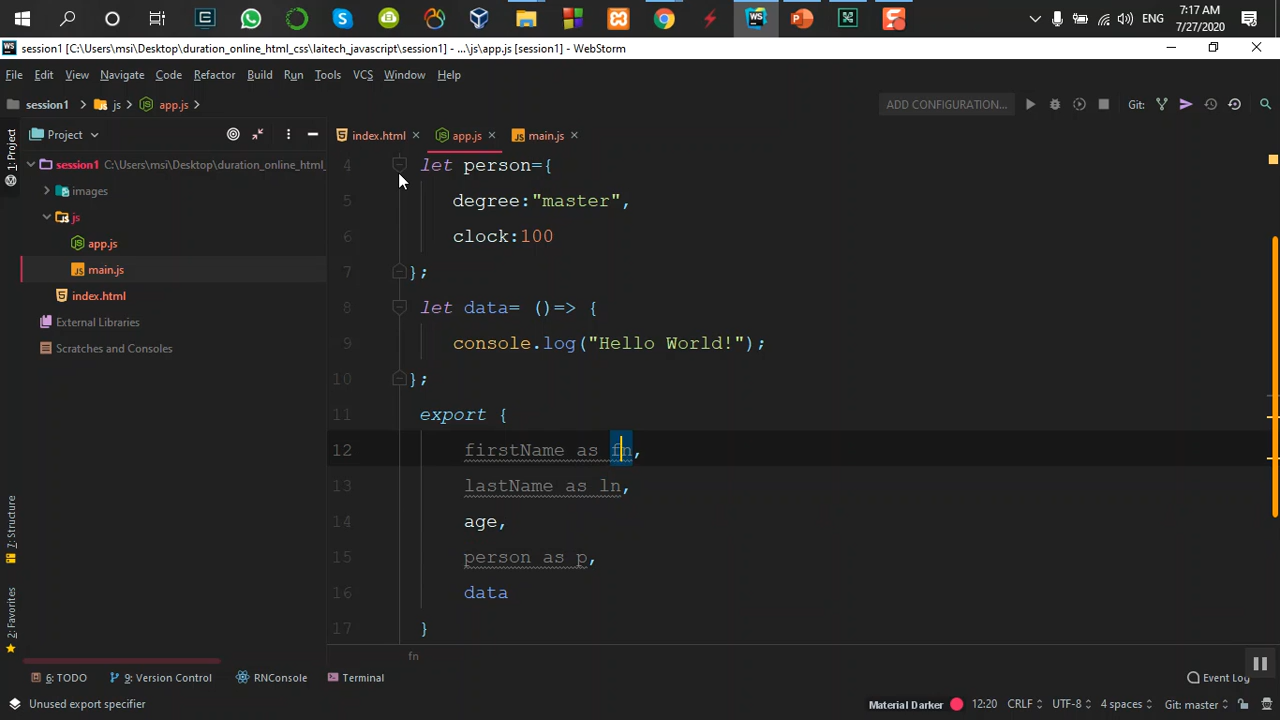 ENG
7:17 AM
7/27/2020
session1 [C:\Users\msi\Desktop\duration_online_html_css\laitech_javascript\session1] - ...\js\app.js [session1] - WebStorm
File Edit View Navigate Code Refactor Build Run Tools VCS Window Help
session1 js app.js ADD CONFIGURATION... Git:
Project
index.html app.js main.js
1: Project
session1 C:\Users\msi\Desktop\duration_online_html_
images
js
app.js
main.js
index.html
External Libraries
Scratches and Consoles
4 let person={
5 degree:"master",
6 clock:100
7 };
8 let data= ()=> {
9 console.log("Hello World!");
10 };
11 export {
12 firstName as fn,
13 lastName as ln,
14 age,
15 person as p,
16 data
17 }
7: Structure
2: Favorites
fn
6: TODO 9: Version Control RNConsole Terminal Event Log
Unused export specifier Material Darker 12:20 CRLF UTF-8 4 spaces Git: master